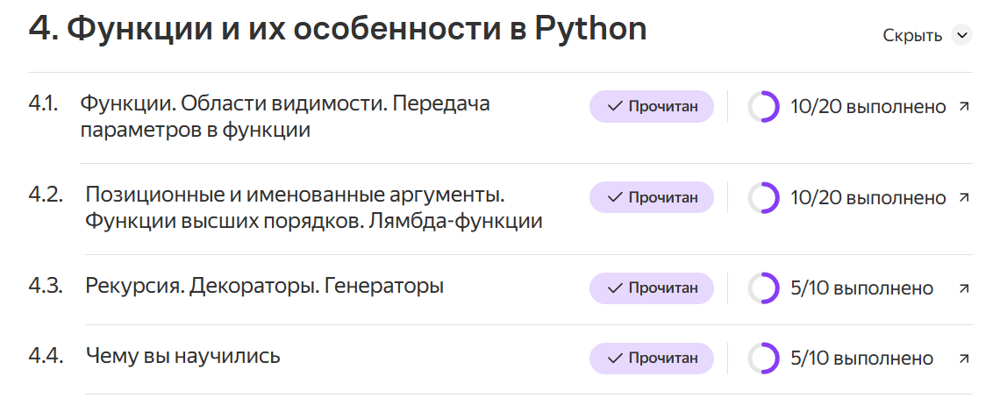 4. Функции и их особенности в Python
Скрыть
4.1. Функции. Области видимости. Передача
параметров в функции
Прочитан
10/20 выполнено
4.2. Позиционные и именованные аргументы.
Функции высших порядков. Лямбда-функции
Прочитан
10/20 выполнено
4.3. Рекурсия. Декораторы. Генераторы
Прочитан
5/10 выполнено
4.4. Чему вы научились
Прочитан
5/10 выполнено